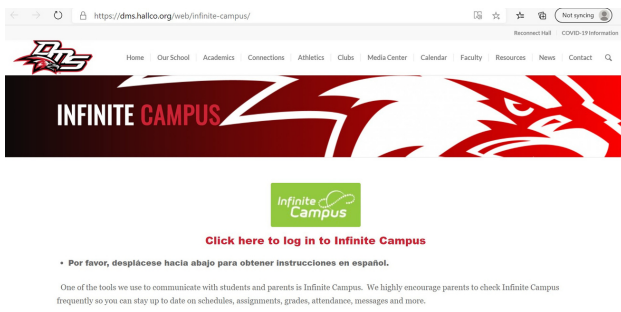 https://dms.hallco.org/web/infinite-campus/
Not syncing
Reconnect Hall COVID-19 Information
DMS
Home Our School Academics Connections Athletics Clubs Media Center Calendar Faculty Resources News Contact
INFINITE CAMPUS
Infinite
Campus
Click here to log in to Infinite Campus
• Por favor, desplácese hacia abajo para obtener instrucciones en español.
One of the tools we use to communicate with students and parents is Infinite Campus. We highly encourage parents to check Infinite Campus
frequently so you can stay up to date on schedules, assignments, grades, attendance, messages and more.